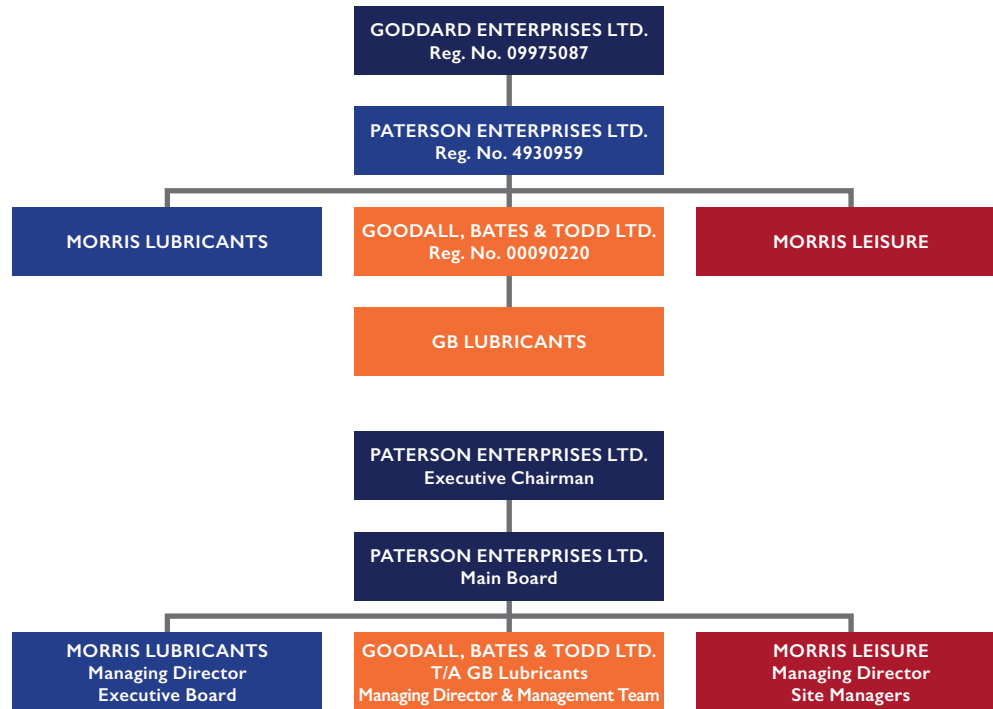 GODDARD ENTERPRISES LTD.
Reg. No. 09975087
PATERSON ENTERPRISES LTD.
Reg. No. 4930959
MORRIS LUBRICANTS
GOODALL, BATES & TODD LTD.
Reg. No. 00090220
MORRIS LEISURE
GB LUBRICANTS
PATERSON ENTERPRISES LTD.
Executive Chairman
PATERSON ENTERPRISES LTD.
Main Board
MORRIS LUBRICANTS
Managing Director
Executive Board
GOODALL, BATES & TODD LTD.
T/A GB Lubricants
Managing Director & Management Team
MORRIS LEISURE
Managing Director
Site Managers